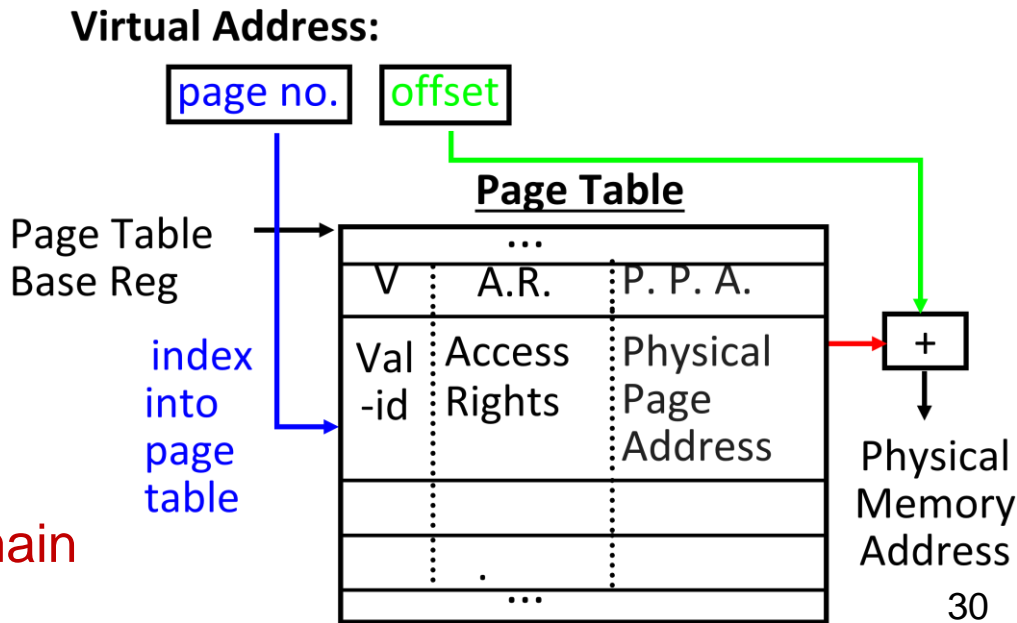 Virtual Address:
page no. offset
Page Table
Page Table
Base Reg
...
V A.R. P. P. A.
index
into
page
table
Val
-id
Access
Rights
Physical
Page
Address
+
Physical
Memory
Address
.
...
30